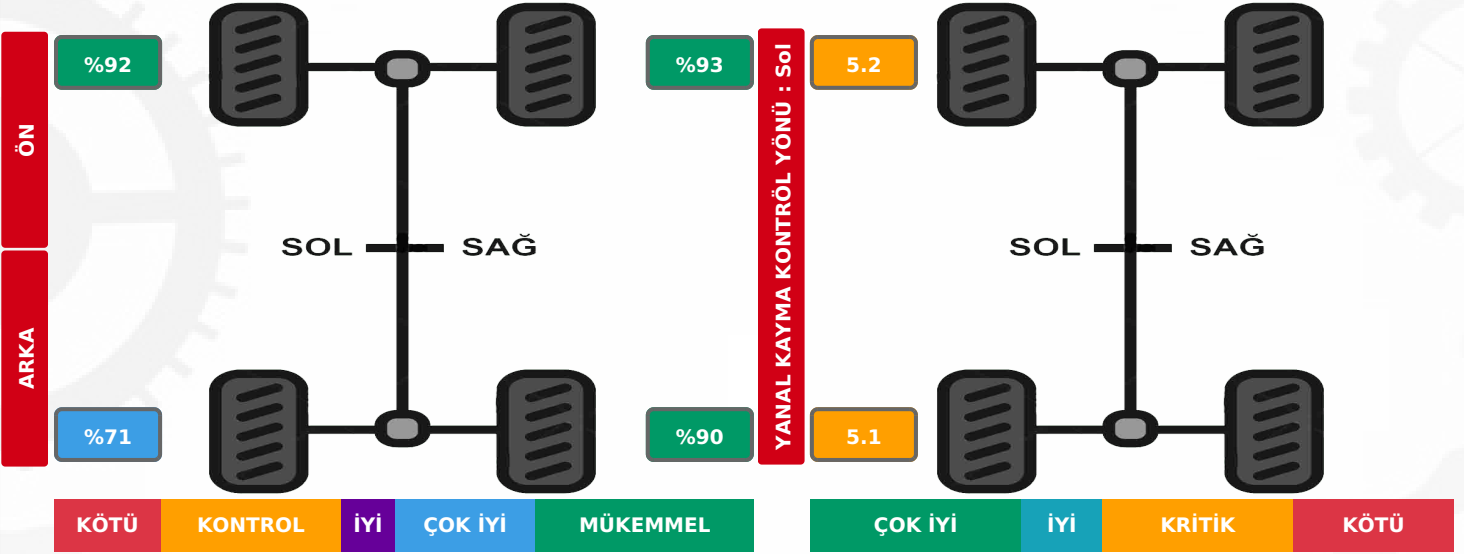 ÖN
%92
%93
YANAL KAYMA KONTRÖL YÖNÜ : Sol
5.2
SOL
SAĞ
SOL
SAĞ
ARKA
%71
%90
5.1
KÖTÜ
KONTROL
İYİ
ÇOK İYİ
MÜKEMMEL
ÇOK İYİ
İYİ
KRİTİK
KÖTÜ